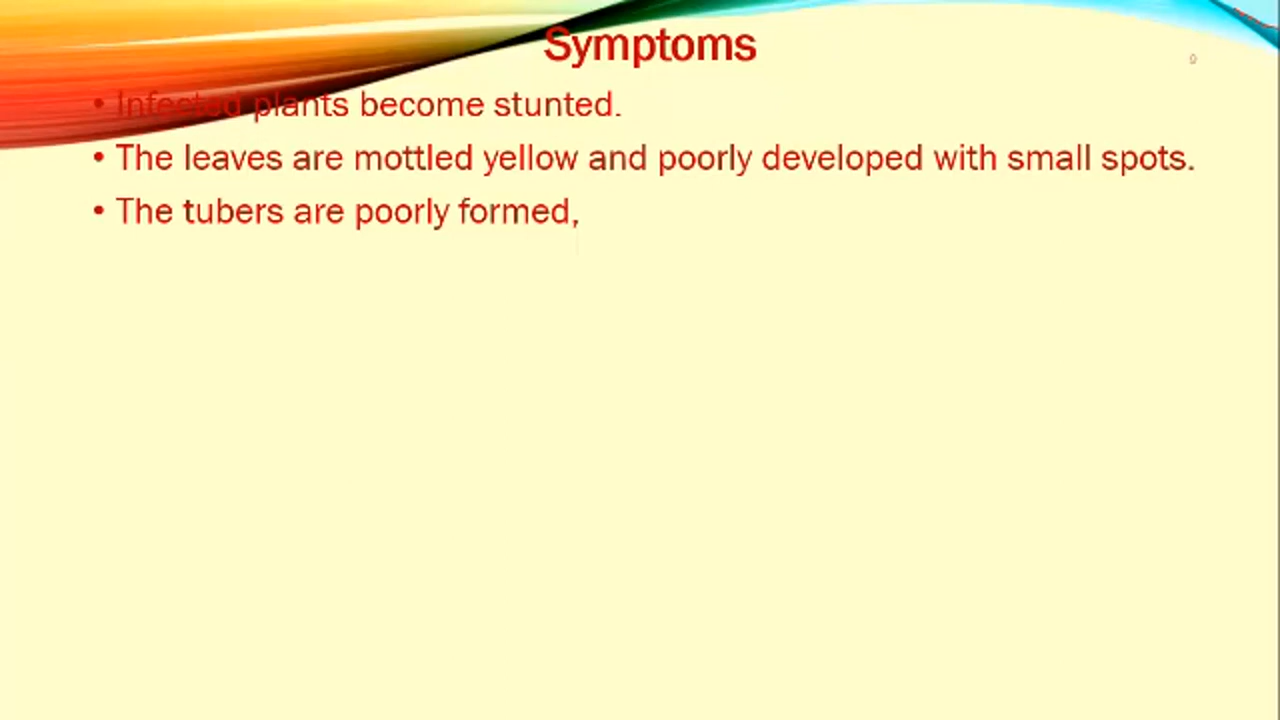 Symptoms
• Infected plants become stunted.
• The leaves are mottled yellow and poorly developed with small spots.
• The tubers are poorly formed,